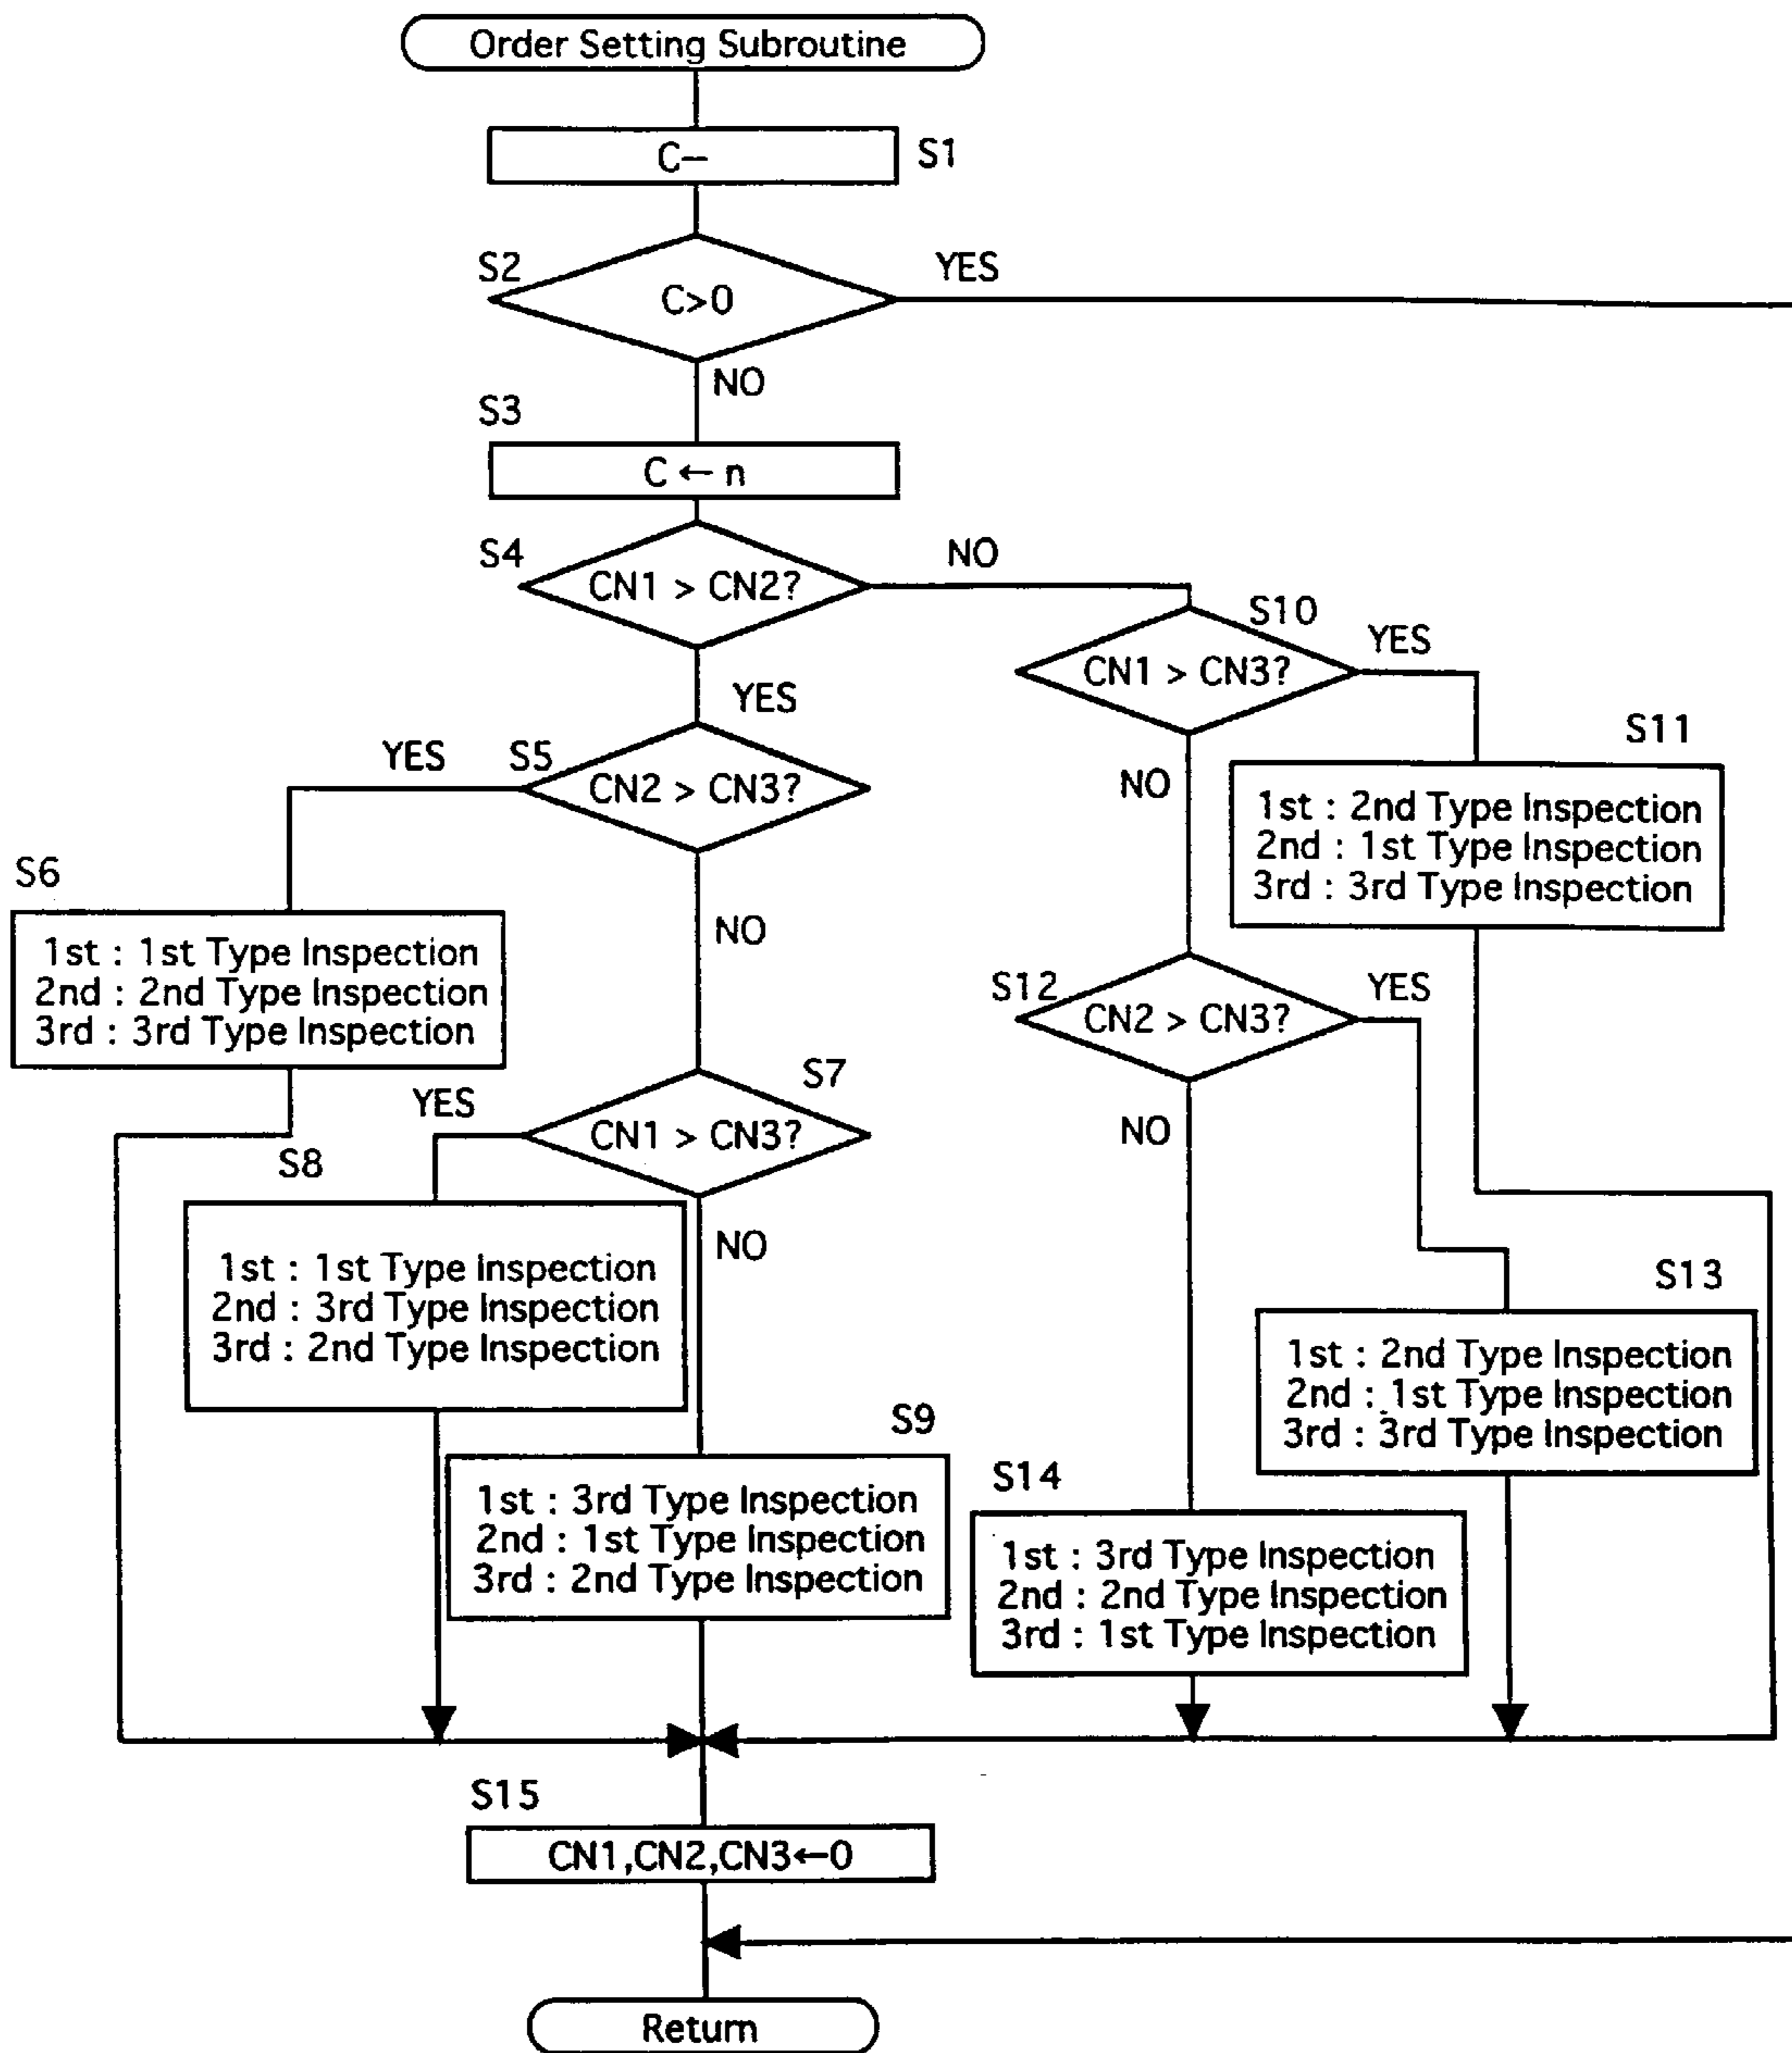 Order Setting Subroutine
C–
S1
S2
C>0
YES
NO
S3
C ← n
S4
CN1 > CN2?
NO
YES
S10
CN1 > CN3?
YES
NO
S5
CN2 > CN3?
YES
NO
S11
1st : 2nd Type Inspection
2nd : 1st Type Inspection
3rd : 3rd Type Inspection
S6
1st : 1st Type Inspection
2nd : 2nd Type Inspection
3rd : 3rd Type Inspection
S12
CN2 > CN3?
YES
NO
S7
CN1 > CN3?
YES
NO
S8
1st : 1st Type Inspection
2nd : 3rd Type Inspection
3rd : 2nd Type Inspection
S13
1st : 2nd Type Inspection
2nd : 1st Type Inspection
3rd : 3rd Type Inspection
S9
1st : 3rd Type Inspection
2nd : 1st Type Inspection
3rd : 2nd Type Inspection
S14
1st : 3rd Type Inspection
2nd : 2nd Type Inspection
3rd : 1st Type Inspection
S15
CN1,CN2,CN3←0
Return